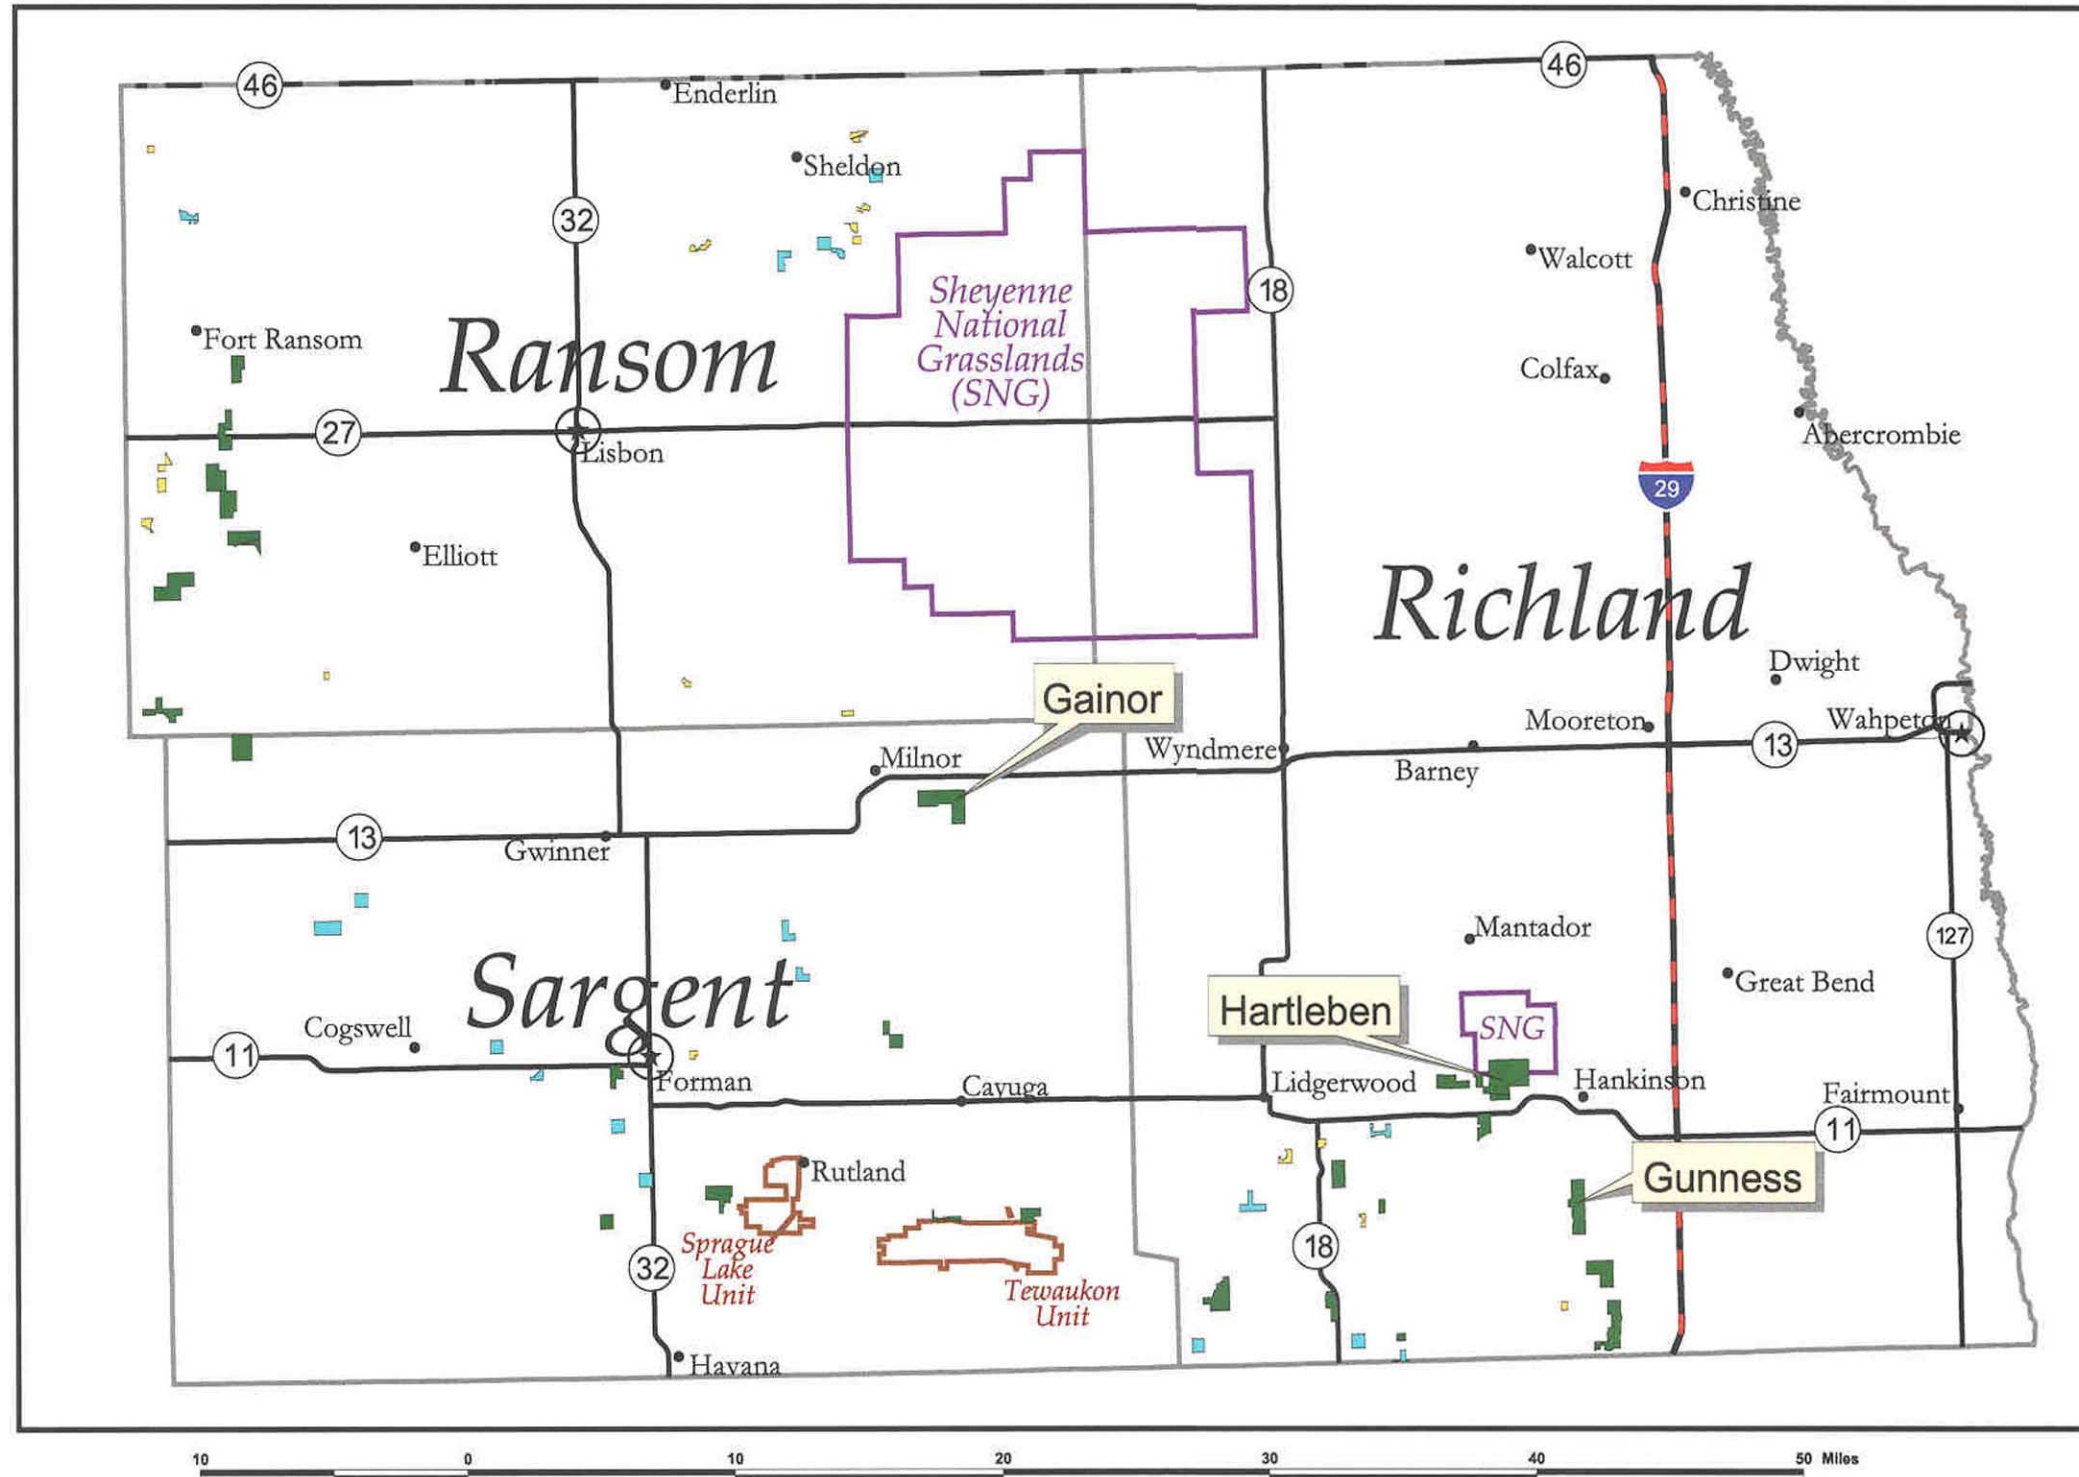 46
46
Enderlin
Sheldon
32
Christine
Walcott
Sheyenne
National
Grasslands
(SNG)
18
Fort Ransom
Ransom
Colfax
27
Lisbon
Abercrombie
29
Elliott
Richland
Dwight
Gainor
Mooreton
Wahpeton
13
Wyndmere
Milnor
Barney
13
Gwinner
Mantador
127
Sargent
Great Bend
Hartleben
SNG
Cogswell
11
Forman
Cayuga
Lidgerwood
Hankinson
Fairmount
11
Rutland
Gunness
Sprague
Lake
Unit
32
18
Tewaukon
Unit
Havana
10 0 10 20 30 40 50 Miles